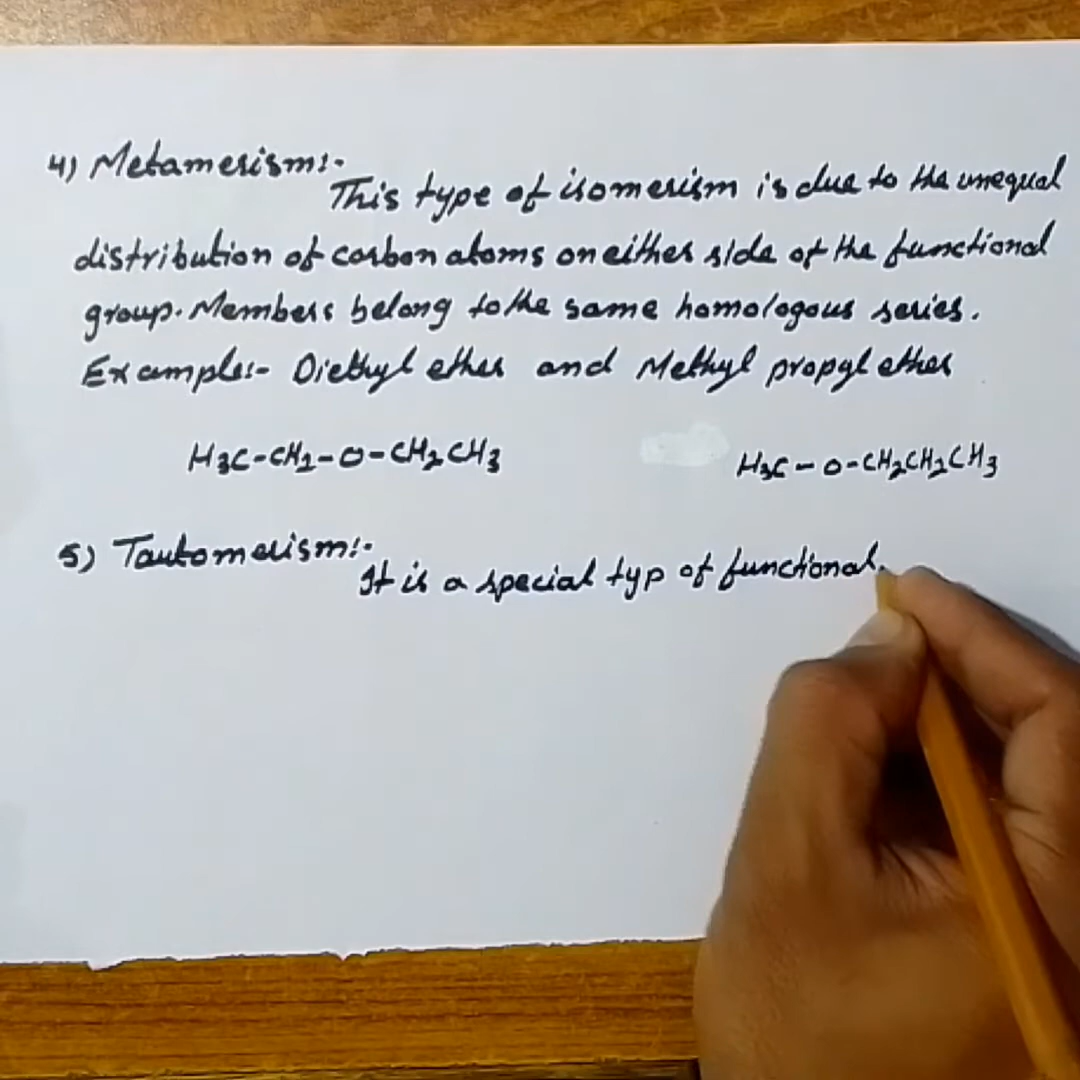 4) Metamerism:-
This type of isomerism is due to the unequal
distribution of carbon atoms on either side of the functional
group. Members belong to the same homologous series.
Example:- Diethyl ether and Methyl propyl ether
H3C-CH2-O-CH2CH3 H3C-O-CH2CH2CH3
5) Tautomerism:-
It is a special typ of functional